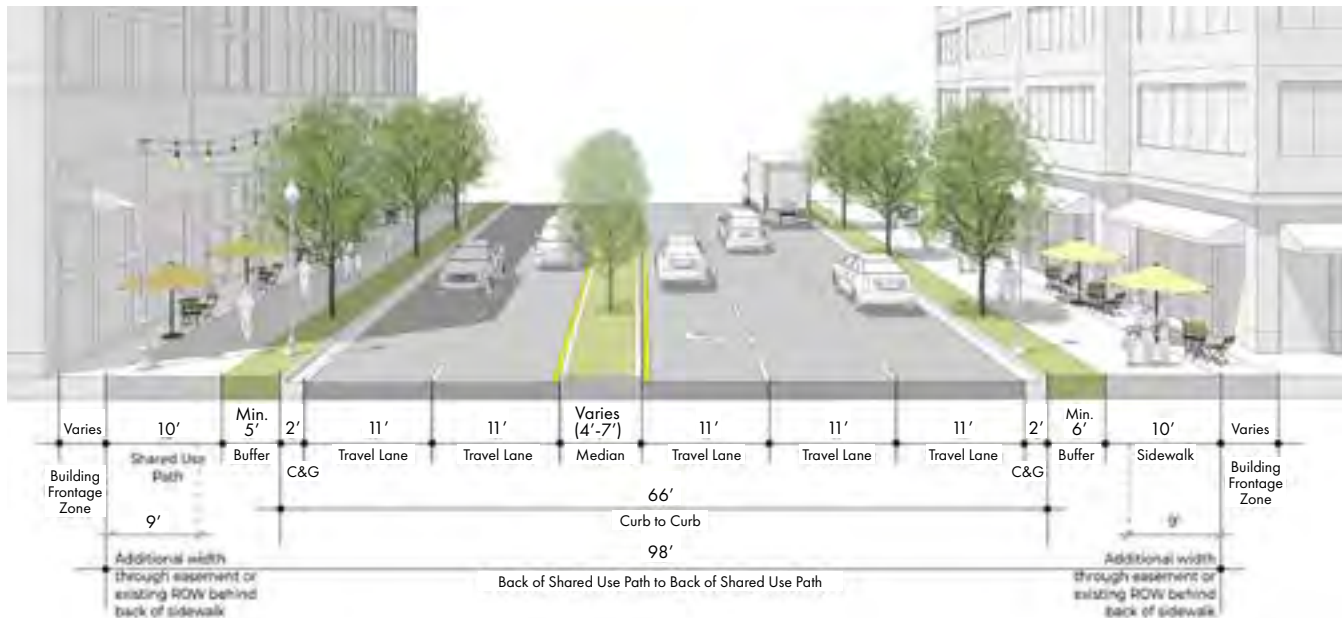 Varies
10’
Min.
5’
2’
11’
11’
Varies
(4’-7’)
11’
11’
11’
2’
Min.
6’
10’
Varies
Building
Frontage
Zone
Shared Use
Path
Buffer
C&G
Travel Lane
Travel Lane
Median
Travel Lane
Travel Lane
Travel Lane
C&G
Buffer
Sidewalk
Building
Frontage
Zone
66’
Curb to Curb
9’
9'
98’
Back of Shared Use Path to Back of Shared Use Path
Additional width
through easement or
existing ROW behind
back of sidewalk
Additional width
through easement or
existing ROW behind
back of sidewalk